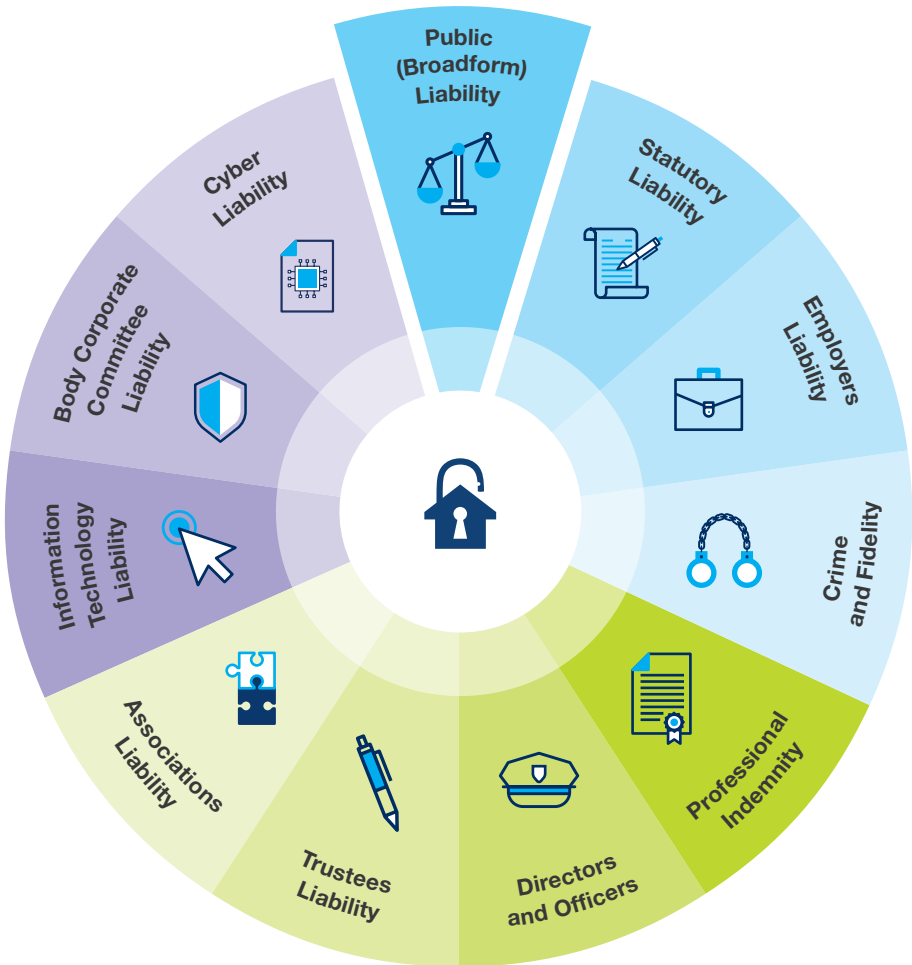 Public
(Broadform)
Liability
Statutory
Liability
Employers
Liability
Crime
and Fidelity
Professional
Indemnity
Directors
and Officers
Trustees
Liability
Associations
Liability
Information
Technology
Liability
Body Corporate
Committee
Liability
Cyber
Liability